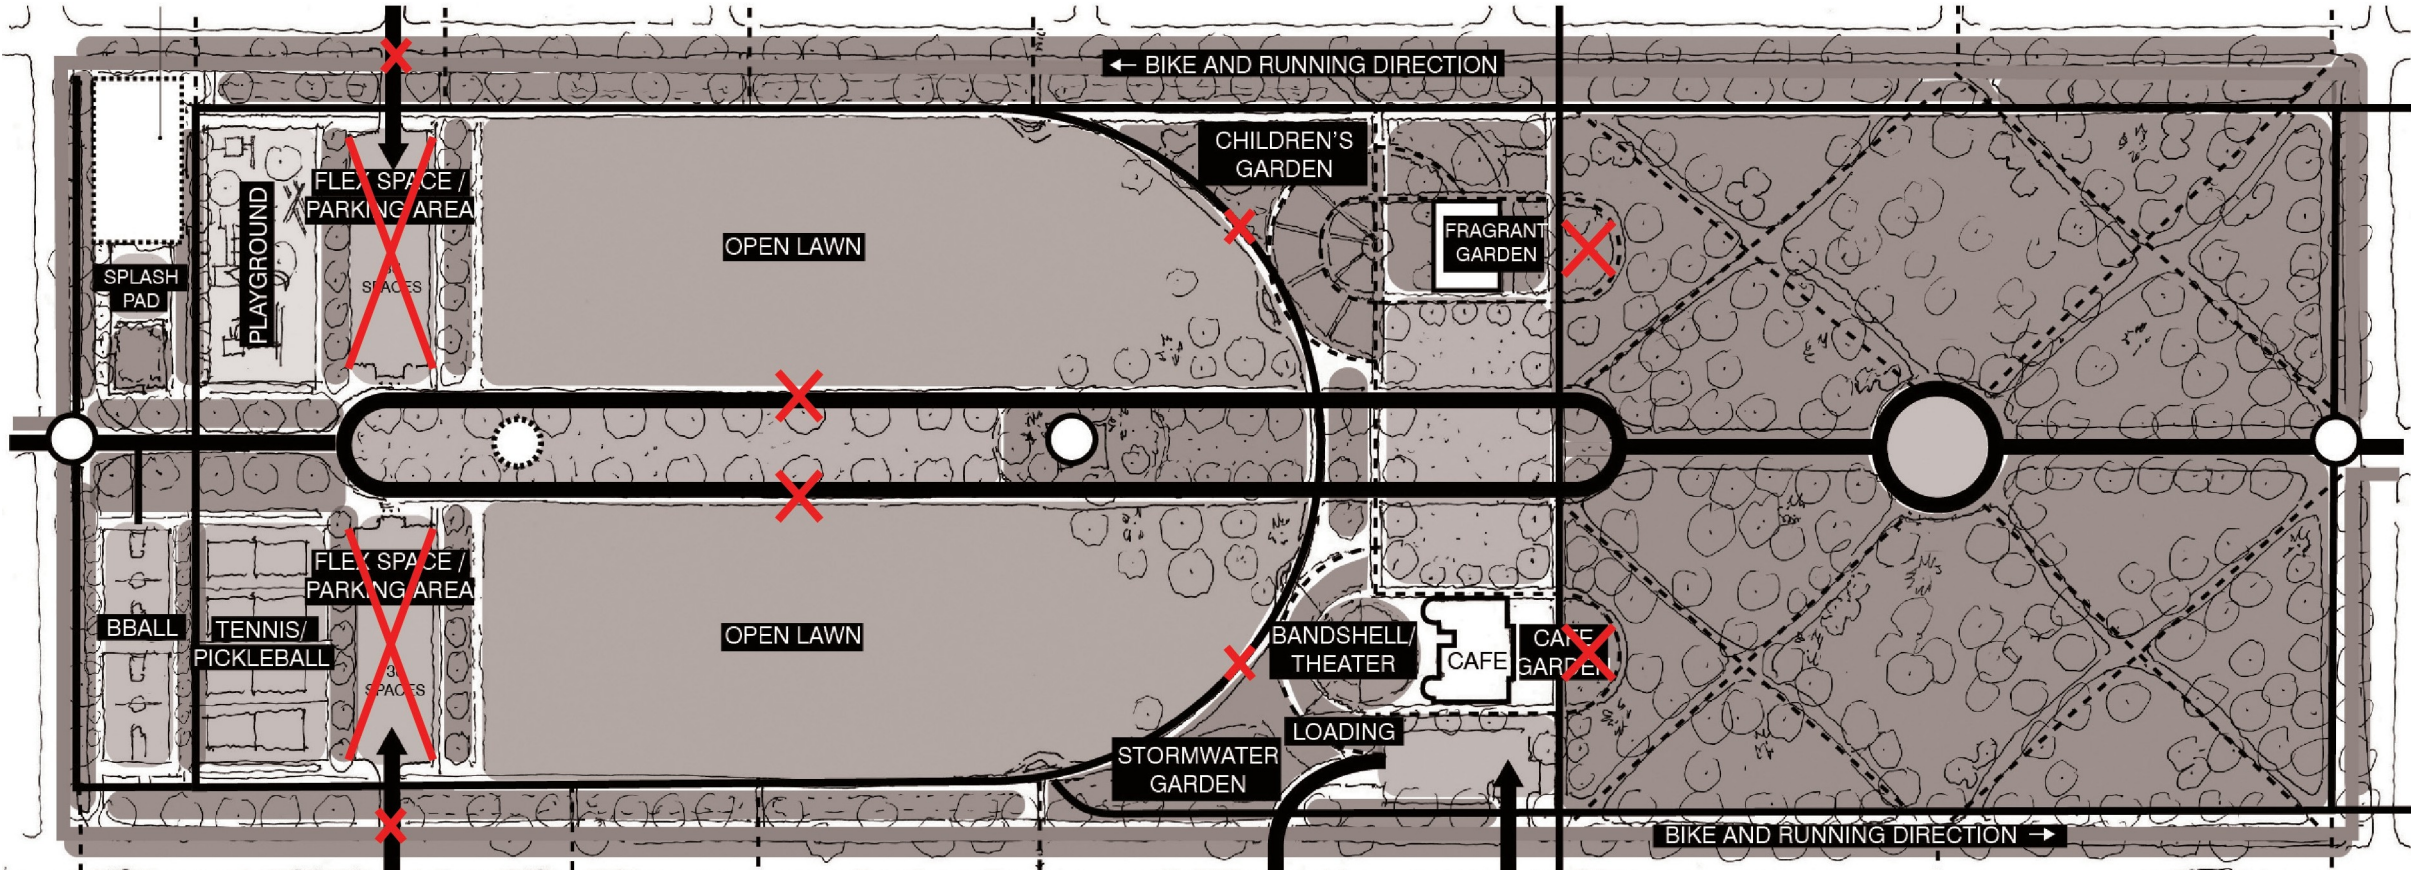 ← BIKE AND RUNNING DIRECTION
CHILDREN'S
GARDEN
FLEX SPACE /
PARKING AREA
SPACES
PLAYGROUND
SPLASH
PAD
OPEN LAWN
FRAGRANT
GARDEN
FLEX SPACE /
PARKING AREA
SPACES
BBALL
TENNIS/
PICKLEBALL
OPEN LAWN
BANDSHELL/
THEATER
CAFE
CAFE
GARDEN
LOADING
STORMWATER
GARDEN
BIKE AND RUNNING DIRECTION →